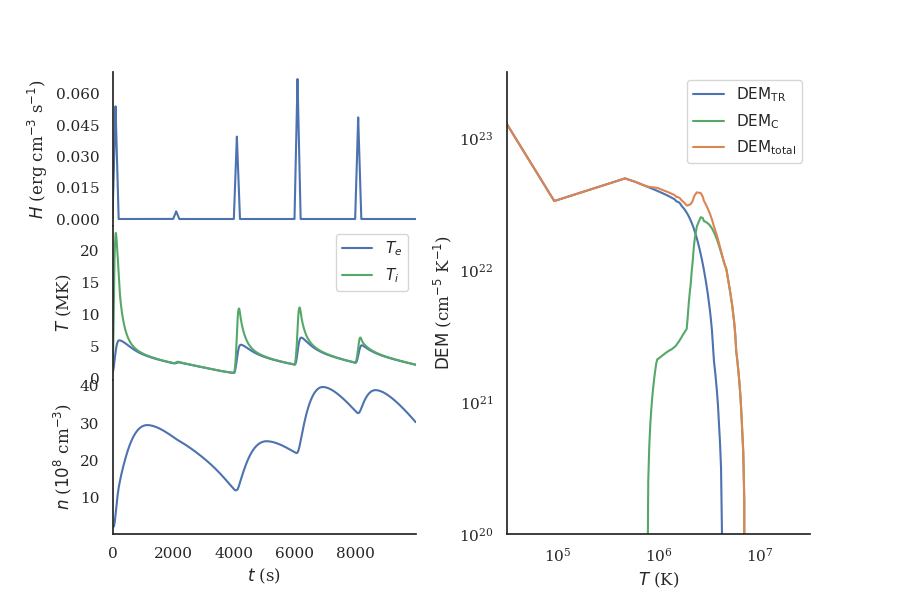 H (erg cm⁻³ s⁻¹)
0.060
0.045
0.030
0.015
0.000
T (MK)
20
15
10
5
0
Tₑ
Tᵢ
n (10⁸ cm⁻³)
40
30
20
10
0 2000 4000 6000 8000
t (s)
DEM (cm⁻⁵ K⁻¹)
10²³
10²²
10²¹
10²⁰
DEM_TR
DEM_C
DEM_total
10⁵ 10⁶ 10⁷
T (K)